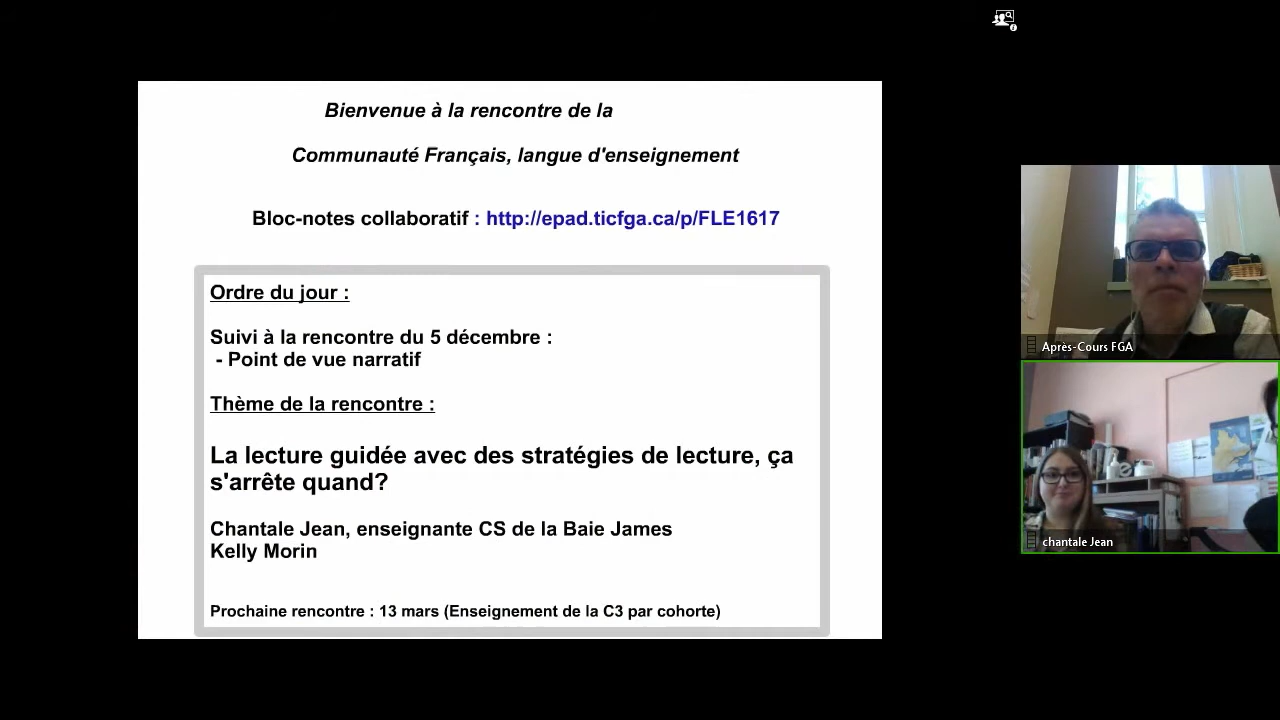 Bienvenue à la rencontre de la
Communauté Français, langue d'enseignement
Bloc-notes collaboratif : http://epad.ticfga.ca/p/FLE1617
Ordre du jour :
Suivi à la rencontre du 5 décembre :
- Point de vue narratif
Thème de la rencontre :
La lecture guidée avec des stratégies de lecture, ça
s'arrête quand?
Chantale Jean, enseignante CS de la Baie James
Kelly Morin
Prochaine rencontre : 13 mars (Enseignement de la C3 par cohorte)
Après-Cours FGA
chantale Jean